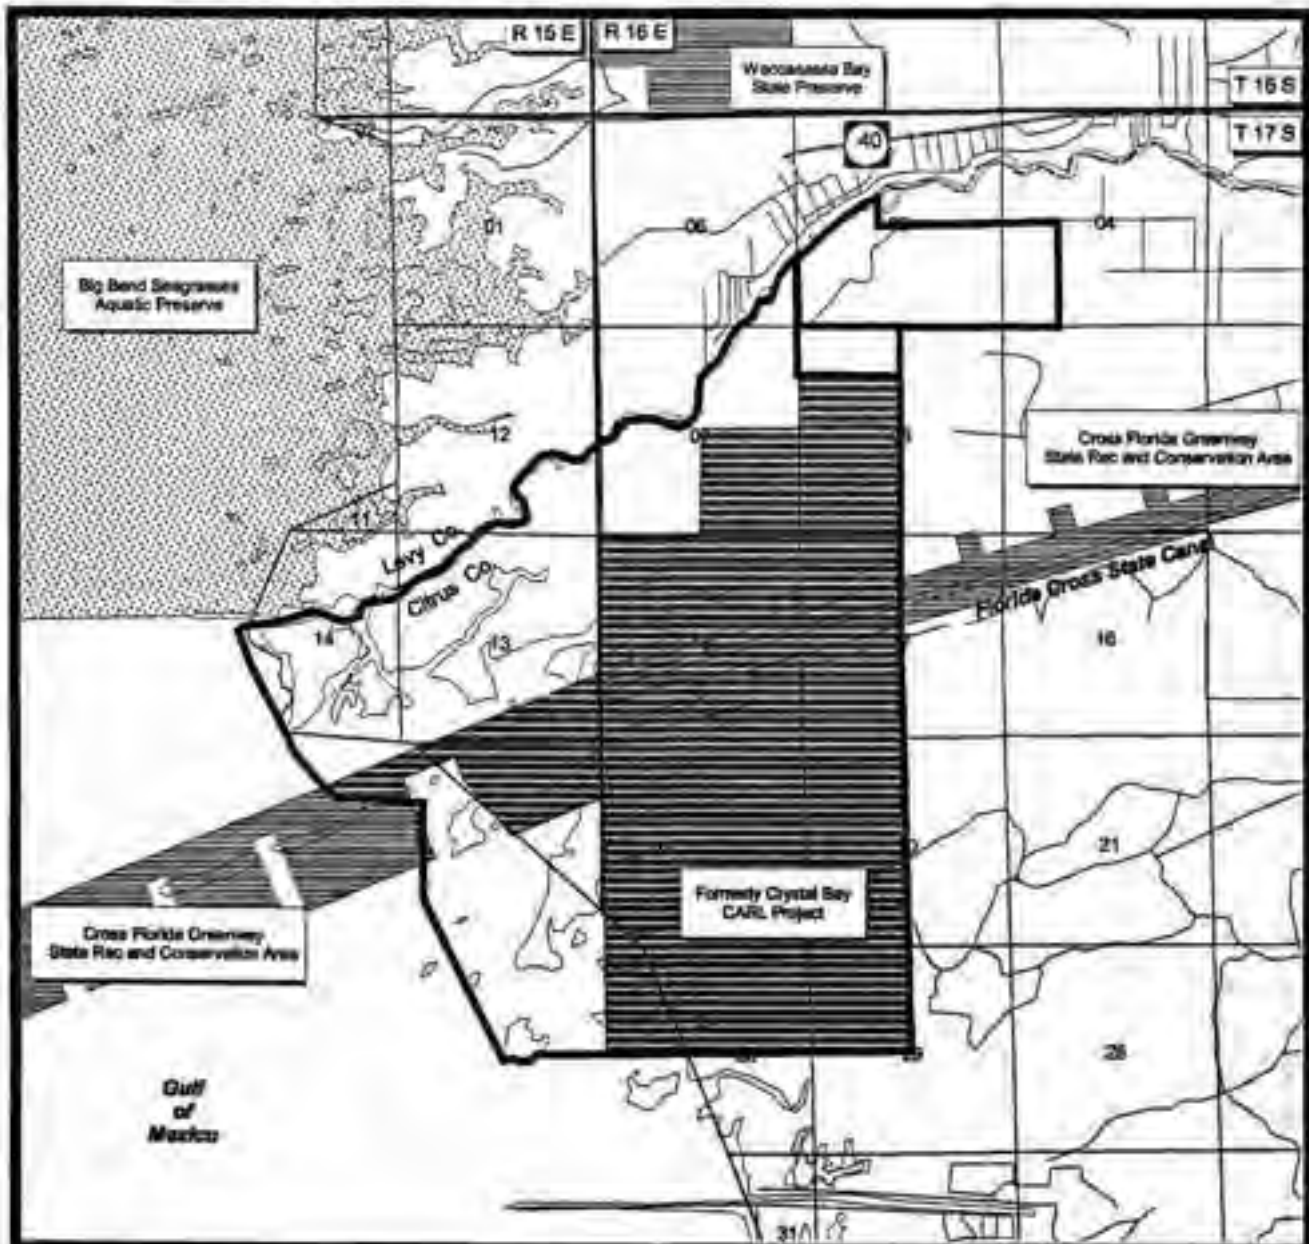 R 15 E
R 16 E
Waccasassa Bay
State Preserve
T 16 S
T 17 S
40
01
06
04
Big Bend Seagrasses
Aquatic Preserve
12
11
Cross Florida Greenway
State Rec and Conservation Area
Levy Co.
Citrus Co.
Florida Cross State Canal
14
13
16
21
Formerly Crystal Bay
CARL Project
Cross Florida Greenway
State Rec and Conservation Area
28
Gulf
of
Mexico
31